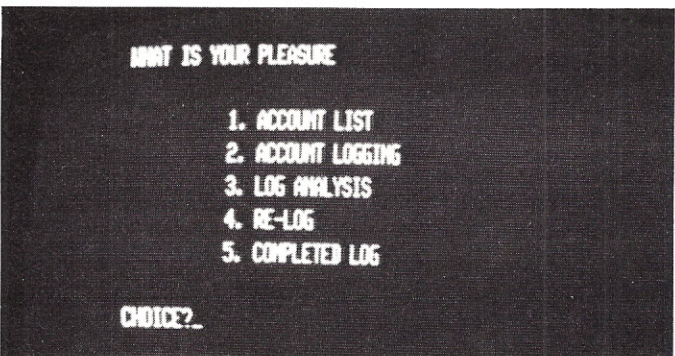 WHAT IS YOUR PLEASURE
1. ACCOUNT LIST
2. ACCOUNT LOGGING
3. LOG ANALYSIS
4. RE-LOG
5. COMPLETED LOG
CHOICE?_